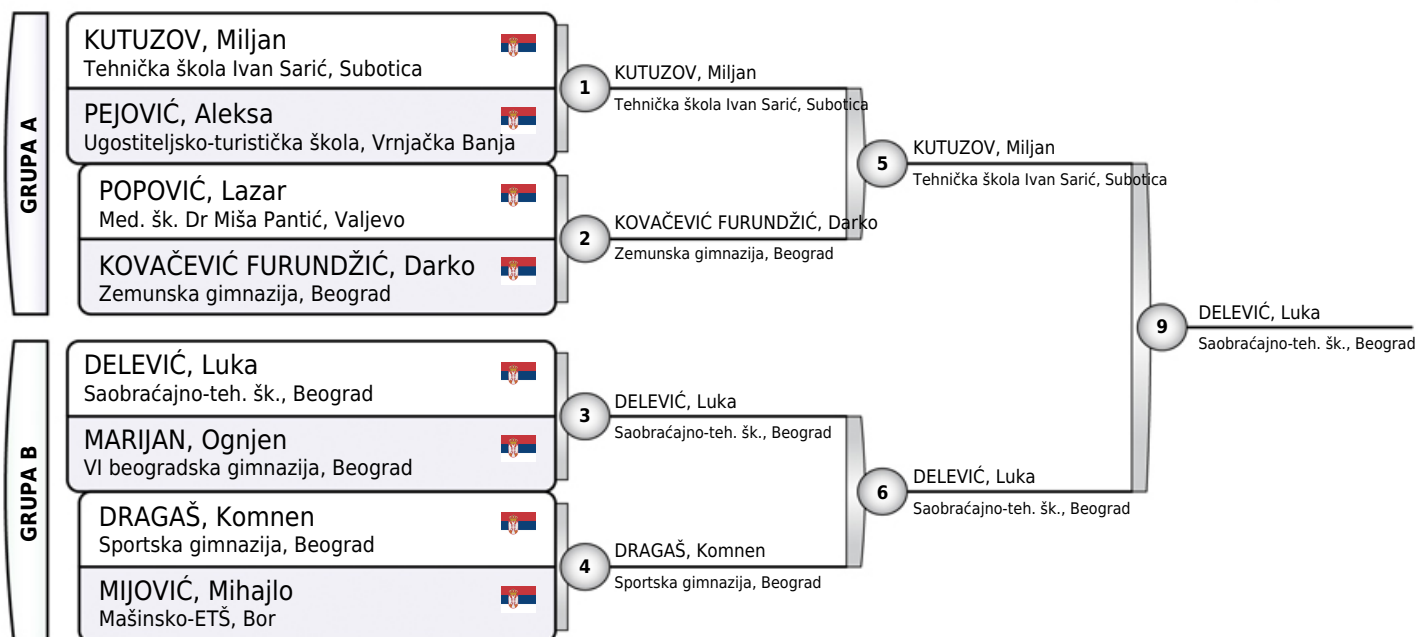 GRUPA A
KUTUZOV, Miljan
Tehnička škola Ivan Sarić, Subotica
PEJOVIĆ, Aleksa
Ugostiteljsko-turistička škola, Vrnjačka Banja
POPOVIĆ, Lazar
Med. šk. Dr Miša Pantić, Valjevo
KOVAČEVIĆ FURUNDŽIĆ, Darko
Zemunska gimnazija, Beograd
GRUPA B
DELEVIĆ, Luka
Saobraćajno-teh. šk., Beograd
MARIJAN, Ognjen
VI beogradska gimnazija, Beograd
DRAGAŠ, Komnen
Sportska gimnazija, Beograd
MIJOVIĆ, Mihajlo
Mašinsko-ETŠ, Bor
1
KUTUZOV, Miljan
Tehnička škola Ivan Sarić, Subotica
2
KOVAČEVIĆ FURUNDŽIĆ, Darko
Zemunska gimnazija, Beograd
3
DELEVIĆ, Luka
Saobraćajno-teh. šk., Beograd
4
DRAGAŠ, Komnen
Sportska gimnazija, Beograd
5
KUTUZOV, Miljan
Tehnička škola Ivan Sarić, Subotica
6
DELEVIĆ, Luka
Saobraćajno-teh. šk., Beograd
9
DELEVIĆ, Luka
Saobraćajno-teh. šk., Beograd